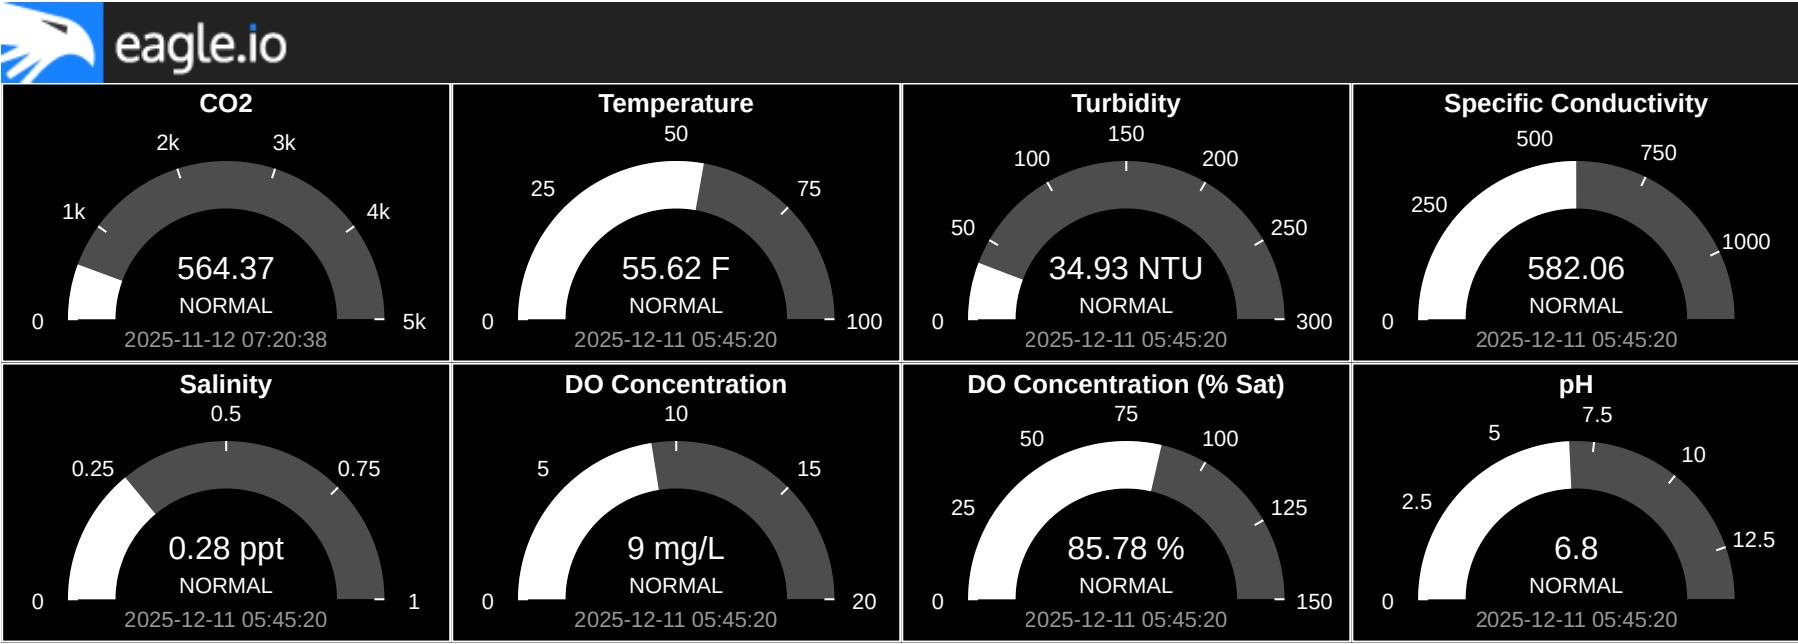 eagle.io
CO2
0
1k
2k
3k
4k
5k
564.37
NORMAL
2025-11-12 07:20:38
Temperature
0
25
50
75
100
55.62 F
NORMAL
2025-12-11 05:45:20
Turbidity
0
50
100
150
200
250
300
34.93 NTU
NORMAL
2025-12-11 05:45:20
Specific Conductivity
0
250
500
750
1000
582.06
NORMAL
2025-12-11 05:45:20
Salinity
0
0.25
0.5
0.75
1
0.28 ppt
NORMAL
2025-12-11 05:45:20
DO Concentration
0
5
10
15
20
9 mg/L
NORMAL
2025-12-11 05:45:20
DO Concentration (% Sat)
0
25
50
75
100
125
150
85.78 %
NORMAL
2025-12-11 05:45:20
pH
0
2.5
5
7.5
10
12.5
6.8
NORMAL
2025-12-11 05:45:20